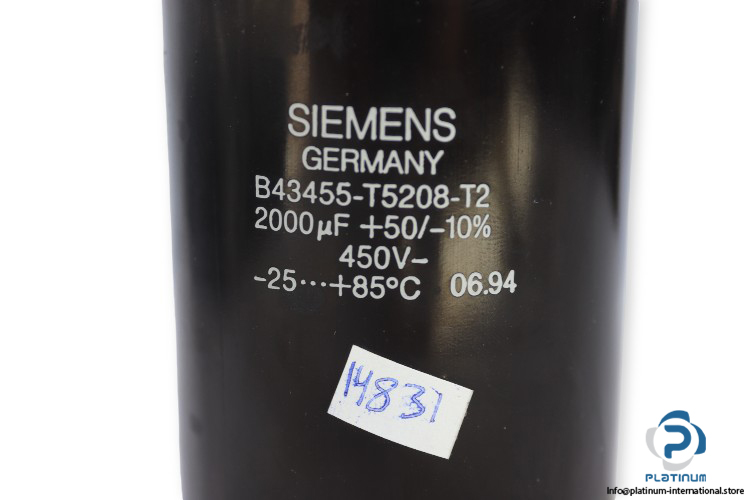 SIEMENS
GERMANY
B43455-T5208-T2
2000µF +50/-10%
450V-
-25···+85°C 06.94
14831
PLATINUM
Info@platinum-international.store